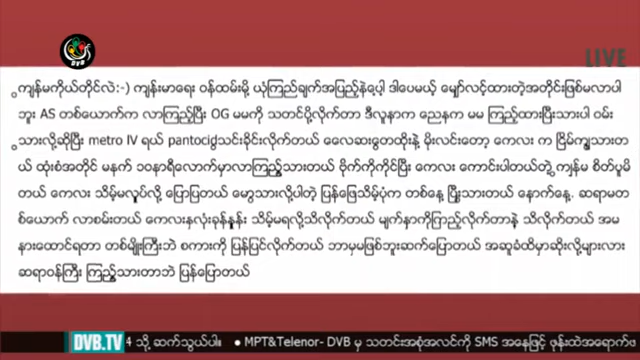 DVB
LIVE
ကျွန်မကိုယ်တိုင်လဲ:-) ကျန်းမာရေး ဝန်ထမ်းမို့ ယုံကြည်ချက်အပြည့်နဲ့ပေ့ါ ဒါပေမယ့် မျှော်လင့်ထားတဲ့အတိုင်းဖြစ်မလာပါ
ဘူး AS တစ်ယောက်က လာကြည့်ပြီး OG မမကို သတင်းပို့လိုက်တာ ဒီလူနာက ညေနက မမ ကြည့်ထားပြီးသားပါ ဝမ်း
သားလို့ဆိုပြီး metro IV ရယ် pantocid သွင်းခိုင်းလိုက်တယ် လေလေးဆေးတွေထိုးနဲ့ မိုးလင်းတော့ ကေလး က ငြိမ်ကျသွားတ
ယ် ထုံးစံအတိုင် မနက် ၁၀နာရီလောက်မှာလာကြည့်သွားတယ် ဗိုက်ကိုကိုင်ပြီး ကေလး ကောင်းပါတယ်တဲ့ ကျွန်မ စိတ်ပူမိ
တယ် ကေလး သိမ့်မလှုပ်လို့ ပြောပြတယ် မောသွားလို့ပါတဲ့ ပြန်ဖြေသိမ့်ပုံက တစ်နေ့ ပြီးသားတယ် နောက်နေ့ ဆရာမတ
စ်ယောက် လာစမ်းတယ် ကေလးနှလုံးခုန်နှုန်း သိမ့်မရလို့သိလိုက်တယ် မျက်နှာကိုကြည့်လိုက်တာနဲ့ သိလိုက်တယ် အမ
နားထောင်ရတာ တစ်မျိုးကြီးဘဲ စကားကို ပြန်ပြင်လိုက်တယ် ဘာမှမဖြစ်ဘူးဆက်ပြောတယ် အဆူခံထိမှာဆိုးလို့များလား
ဆရာဝန်ကြီး ကြည့်သွားတာဘဲ ပြန်ပြောတယ်
DVB.TV 4 သို့ ဆက်သွယ်ပါ။ ● MPT&Telenor- DVB မှ သတင်းအစုံအလင်ကို SMS အနေဖြင့် ဖုန်းထဲအရောက်